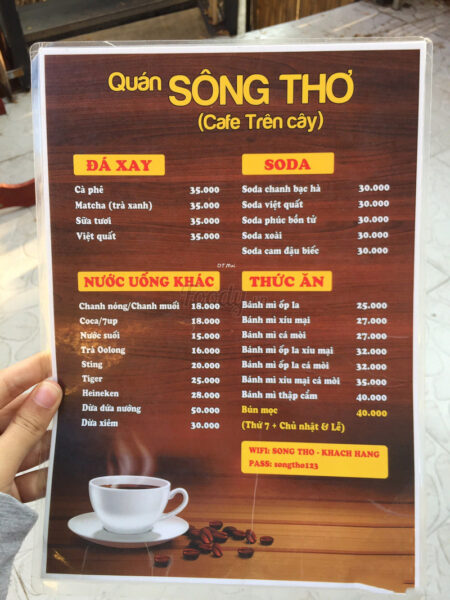 Quán SÔNG THƠ
(Cafe Trên cây)
ĐÁ XAY
Cà phê 35.000
Matcha (trà xanh) 35.000
Sữa tươi 35.000
Việt quất 35.000
SODA
Soda chanh bạc hà 30.000
Soda việt quất 30.000
Soda phúc bồn tử 30.000
Soda xoài 30.000
Soda cam đậu biếc 30.000
NƯỚC UỐNG KHÁC
Chanh nóng/Chanh muối 18.000
Coca/7up 18.000
Nước suối 15.000
Trà Oolong 16.000
Sting 20.000
Tiger 25.000
Heineken 28.000
Dừa dứa nướng 50.000
Dừa xiêm 30.000
THỨC ĂN
Bánh mì ốp la 25.000
Bánh mì xíu mại 27.000
Bánh mì cá mòi 27.000
Bánh mì ốp la xíu mại 32.000
Bánh mì ốp la cá mòi 32.000
Bánh mì xíu mại cá mòi 35.000
Bánh mì thập cẩm 40.000
Bún mọc 40.000
(Thứ 7 + Chủ nhật & Lễ)
WIFI: SONG THO - KHACH HANG
PASS: songtho123